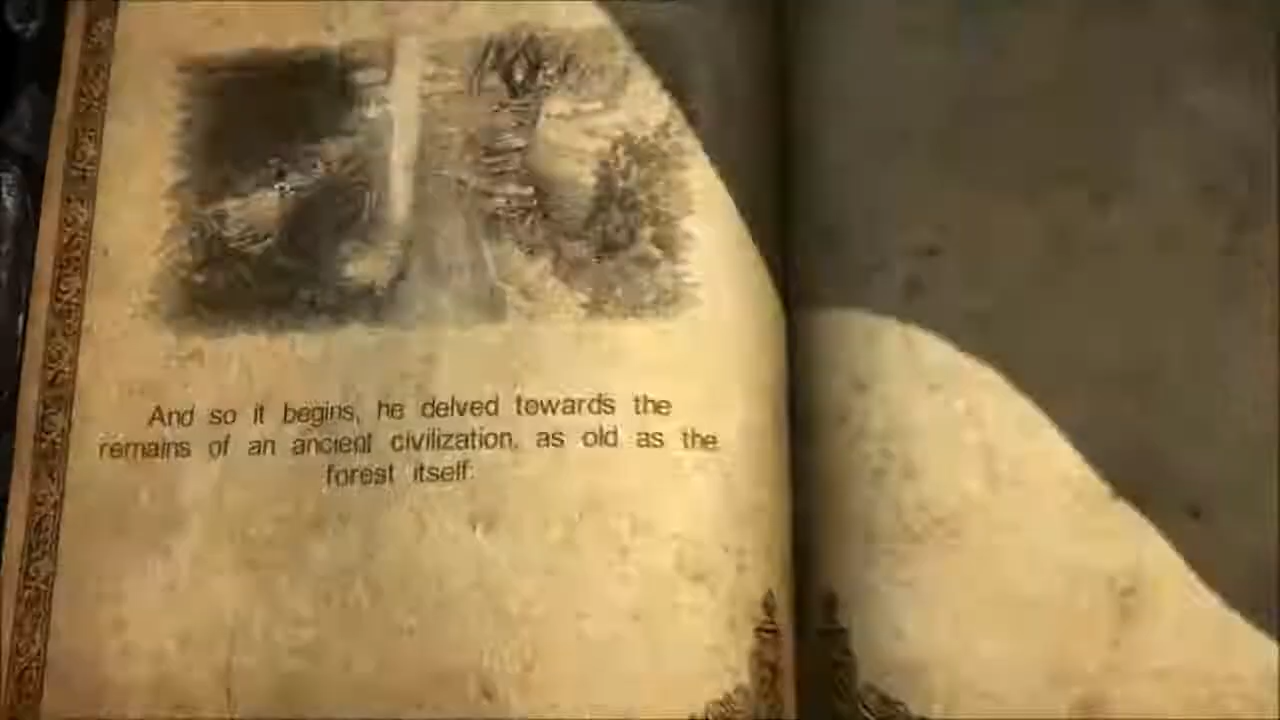 And so it begins, he delved towards the
remains of an ancient civilization, as old as the
forest itself.